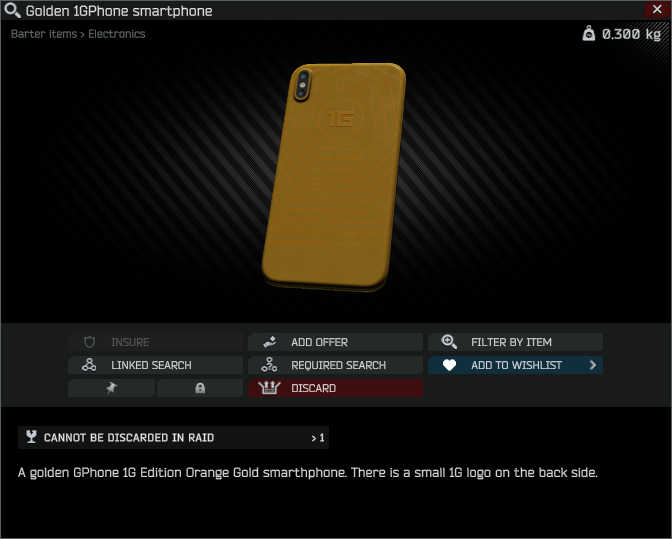 Golden 1GPhone smartphone
Barter items > Electronics
0.300 kg
1G
INSURE
ADD OFFER
FILTER BY ITEM
LINKED SEARCH
REQUIRED SEARCH
ADD TO WISHLIST
DISCARD
CANNOT BE DISCARDED IN RAID > 1
A golden GPhone 1G Edition Orange Gold smarthphone. There is a small 1G logo on the back side.